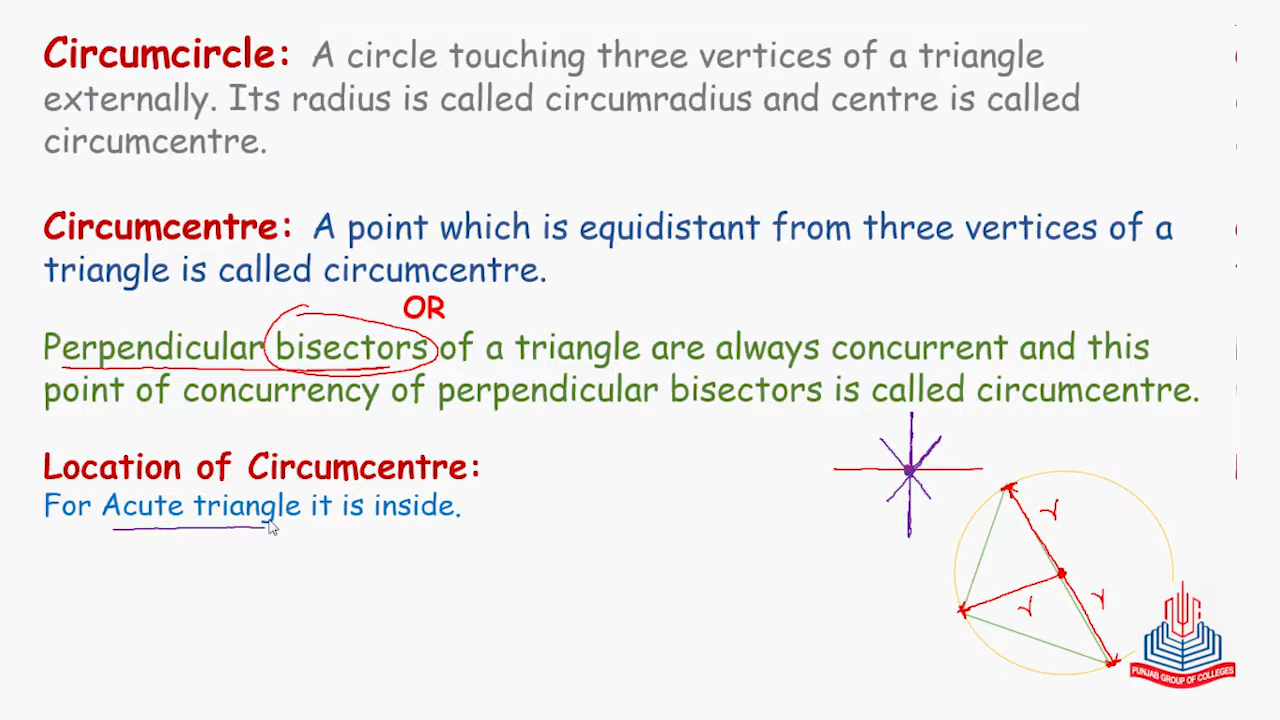 Circumcircle: A circle touching three vertices of a triangle
externally. Its radius is called circumradius and centre is called
circumcentre.
Circumcentre: A point which is equidistant from three vertices of a
triangle is called circumcentre.
OR
Perpendicular bisectors of a triangle are always concurrent and this
point of concurrency of perpendicular bisectors is called circumcentre.
Location of Circumcentre:
For Acute triangle it is inside.
r
r
r
PUNJAB GROUP OF COLLEGES